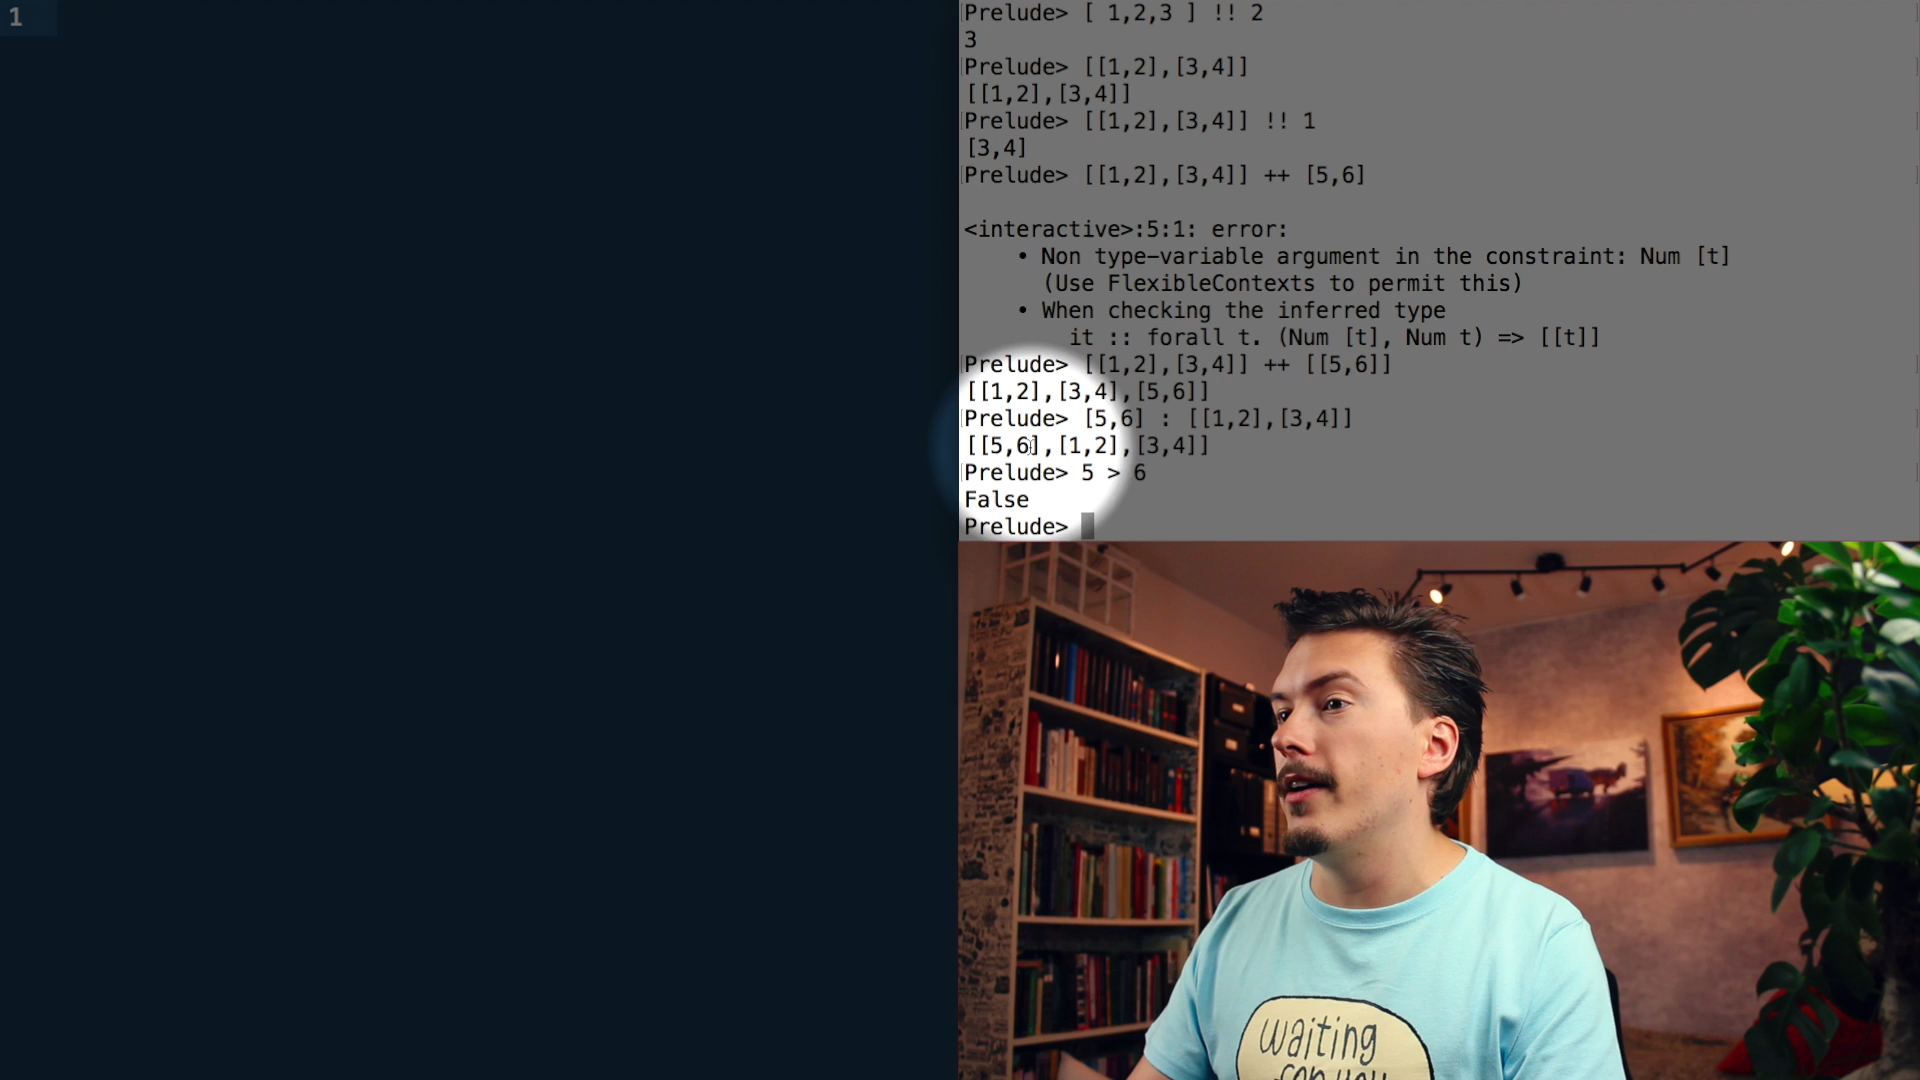 1
Prelude> [ 1,2,3 ] !! 2
3
Prelude> [[1,2],[3,4]]
[[1,2],[3,4]]
Prelude> [[1,2],[3,4]] !! 1
[3,4]
Prelude> [[1,2],[3,4]] ++ [5,6]
<interactive>:5:1: error:
• Non type-variable argument in the constraint: Num [t]
(Use FlexibleContexts to permit this)
• When checking the inferred type
it :: forall t. (Num [t], Num t) => [[t]]
Prelude> [[1,2],[3,4]] ++ [[5,6]]
[[1,2],[3,4],[5,6]]
Prelude> [5,6] : [[1,2],[3,4]]
[[5,6],[1,2],[3,4]]
Prelude> 5 > 6
False
Prelude>
waiting
for you